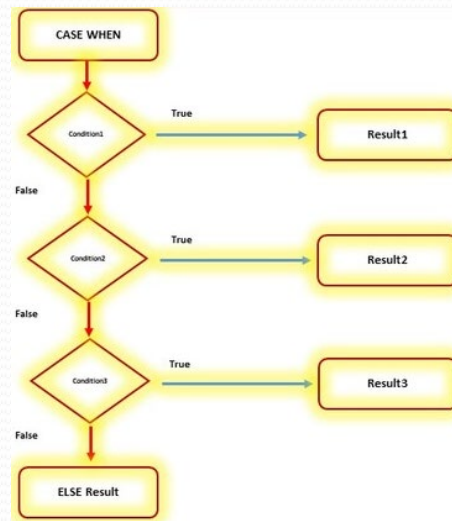 CASE WHEN
True
Condition1
Result1
False
True
Condition2
Result2
False
True
Condition3
Result3
False
ELSE Result